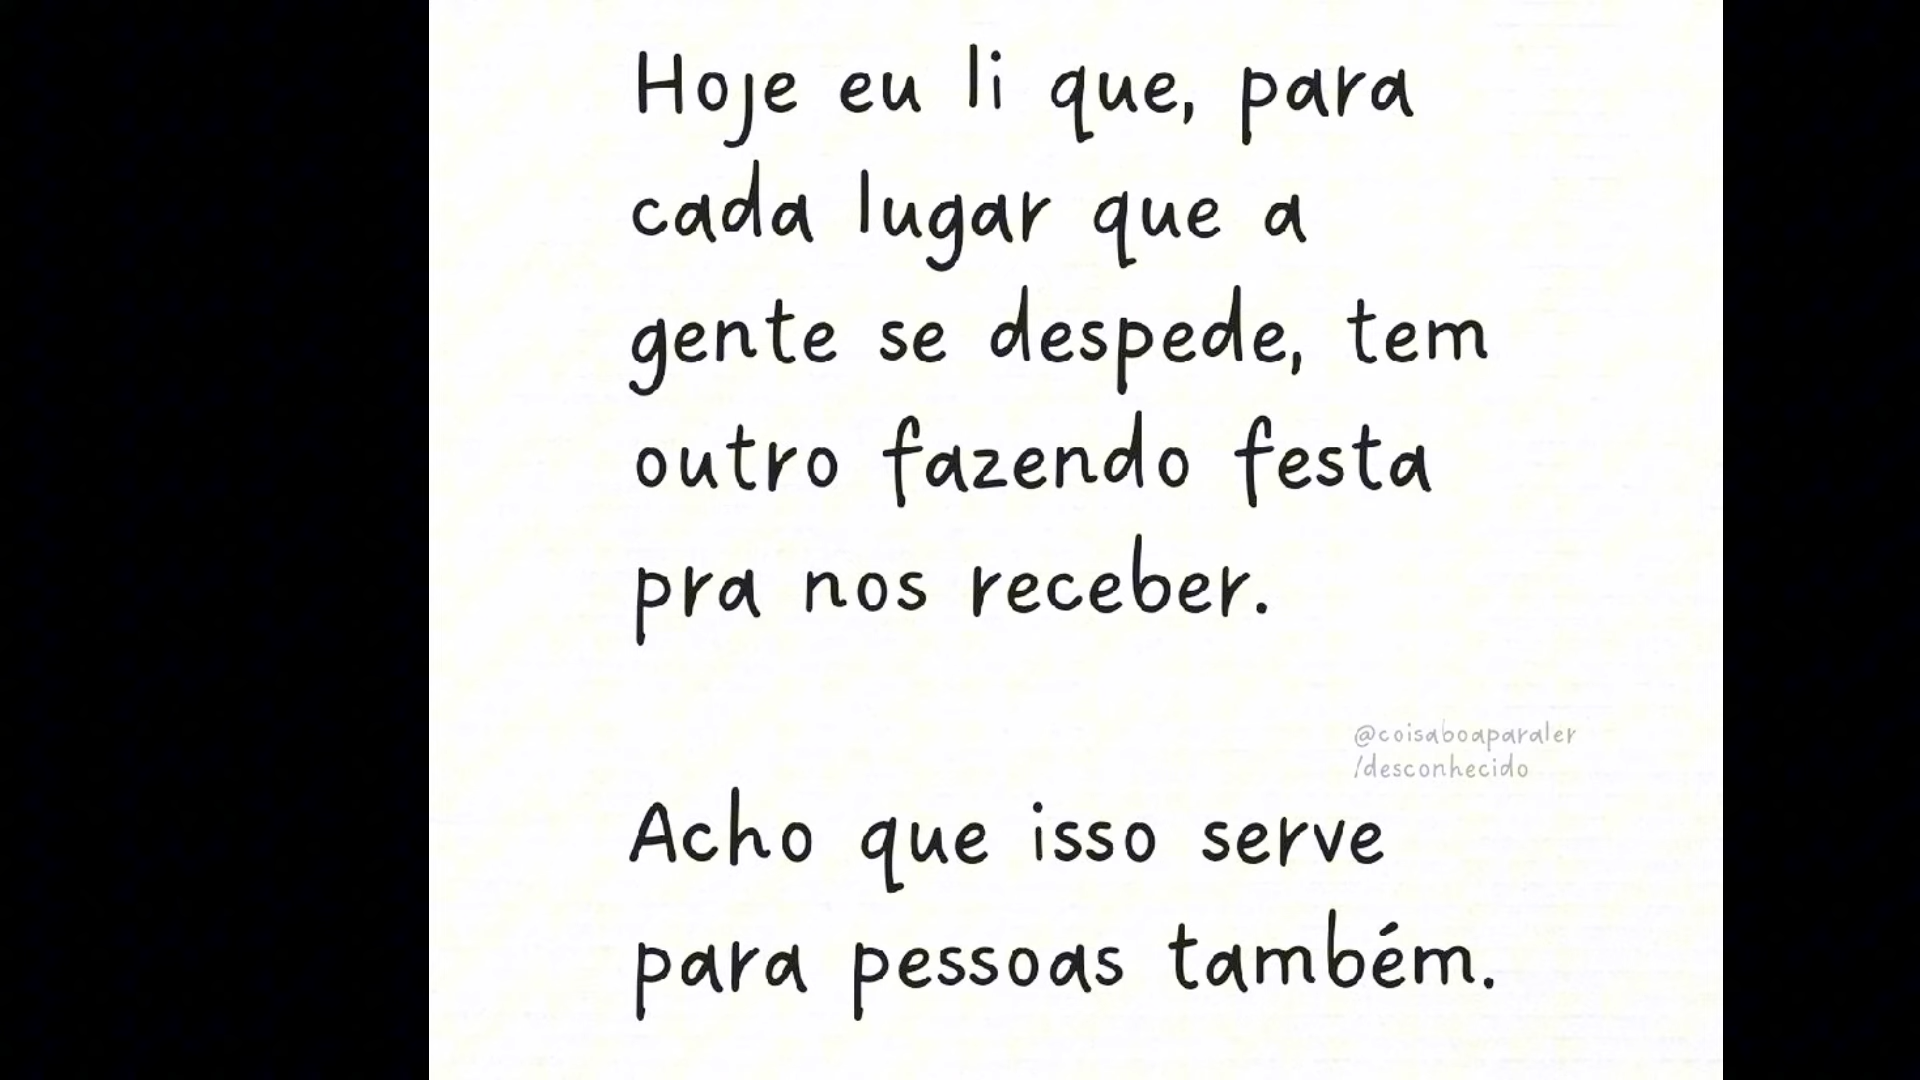 Hoje eu li que, para
cada lugar que a
gente se despede, tem
outro fazendo festa
pra nos receber.
@coisaboaparaler
/desconhecido
Acho que isso serve
para pessoas também.